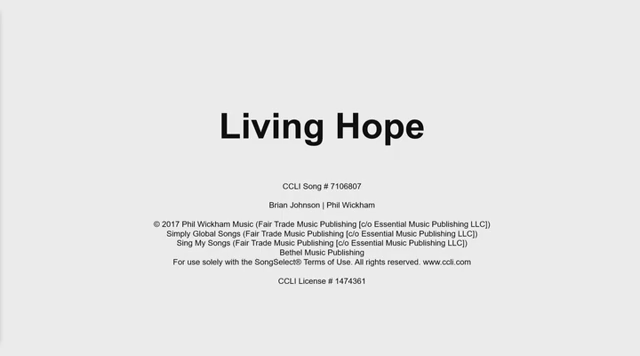 Living Hope
CCLI Song # 7106807
Brian Johnson | Phil Wickham
© 2017 Phil Wickham Music (Fair Trade Music Publishing [c/o Essential Music Publishing LLC])
Simply Global Songs (Fair Trade Music Publishing [c/o Essential Music Publishing LLC])
Sing My Songs (Fair Trade Music Publishing [c/o Essential Music Publishing LLC])
Bethel Music Publishing
For use solely with the SongSelect® Terms of Use. All rights reserved. www.ccli.com
CCLI License # 1474361